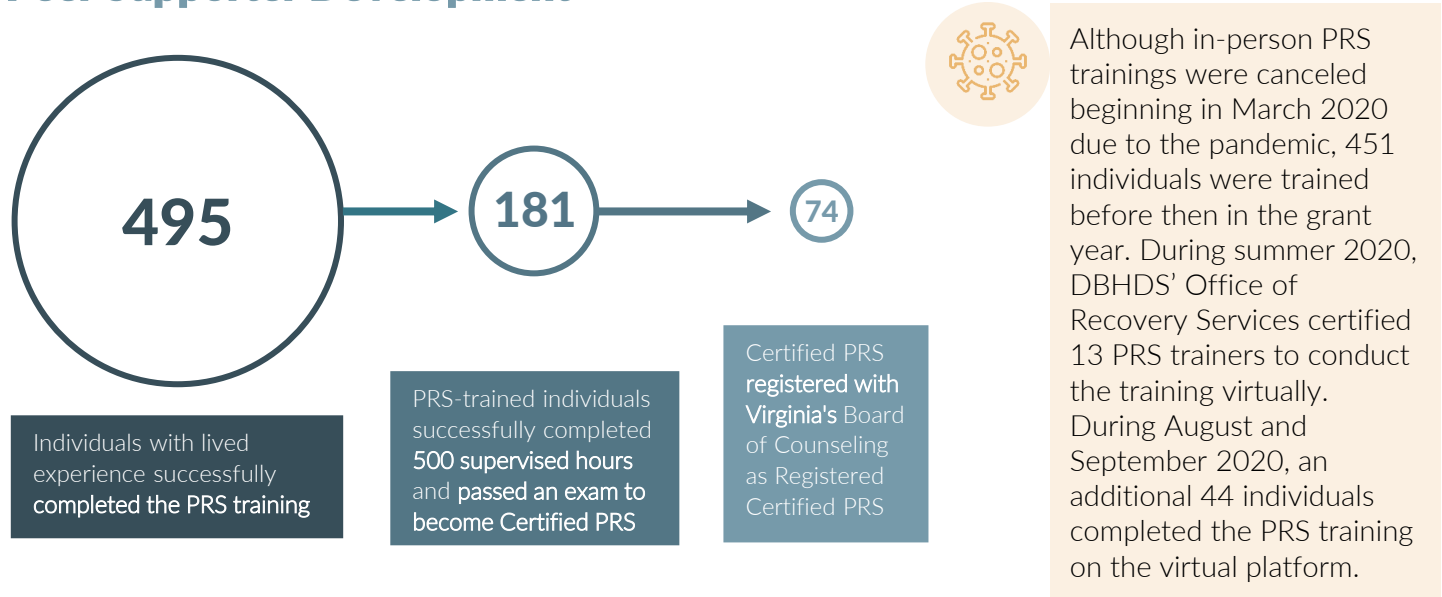 Peer Supporter Development
495
181
74
Individuals with lived
experience successfully
completed the PRS training
PRS-trained individuals
successfully completed
500 supervised hours
and passed an exam to
become Certified PRS
Certified PRS
registered with
Virginia's Board
of Counseling
as Registered
Certified PRS
Although in-person PRS
trainings were canceled
beginning in March 2020
due to the pandemic, 451
individuals were trained
before then in the grant
year. During summer 2020,
DBHDS’ Office of
Recovery Services certified
13 PRS trainers to conduct
the training virtually.
During August and
September 2020, an
additional 44 individuals
completed the PRS training
on the virtual platform.